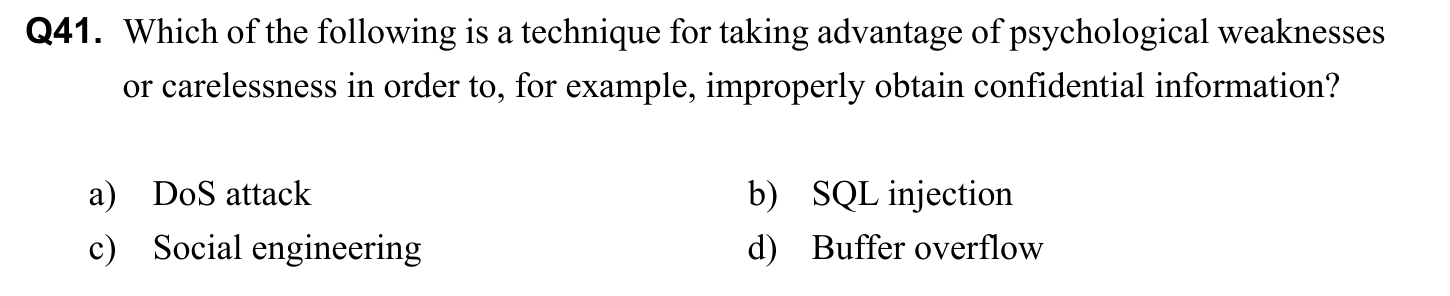 Q41. Which of the following is a technique for taking advantage of psychological weaknesses
or carelessness in order to, for example, improperly obtain confidential information?
a) DoS attack b) SQL injection
c) Social engineering d) Buffer overflow